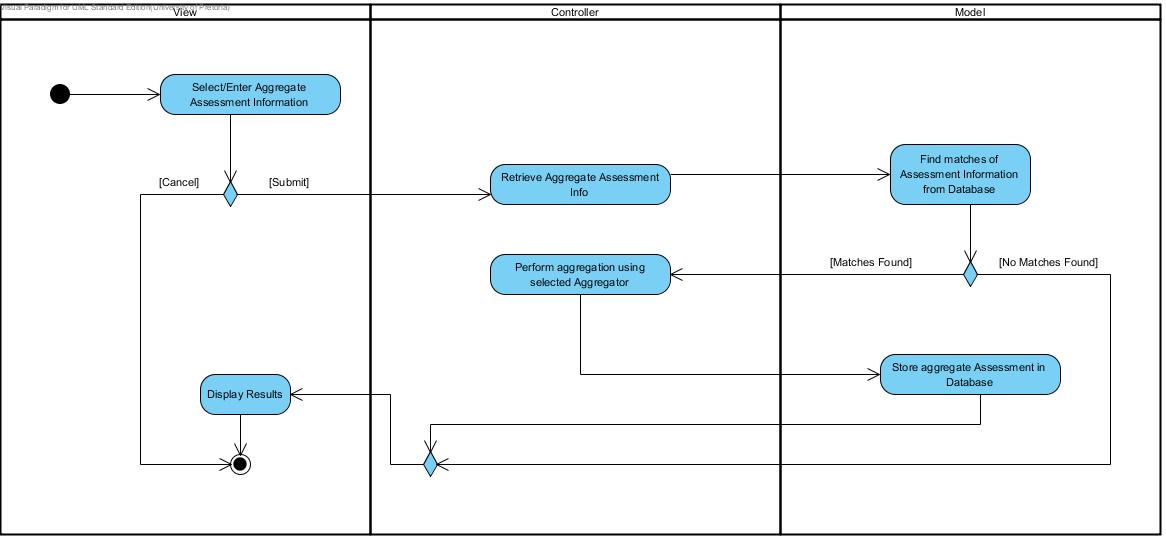 Visual Paradigm for UML Standard Edition(University of Pretoria)
View
Controller
Model
Select/Enter Aggregate
Assessment Information
[Cancel]
[Submit]
Retrieve Aggregate Assessment
Info
Find matches of
Assessment Information
from Database
[Matches Found]
[No Matches Found]
Perform aggregation using
selected Aggregator
Store aggregate Assessment in
Database
Display Results